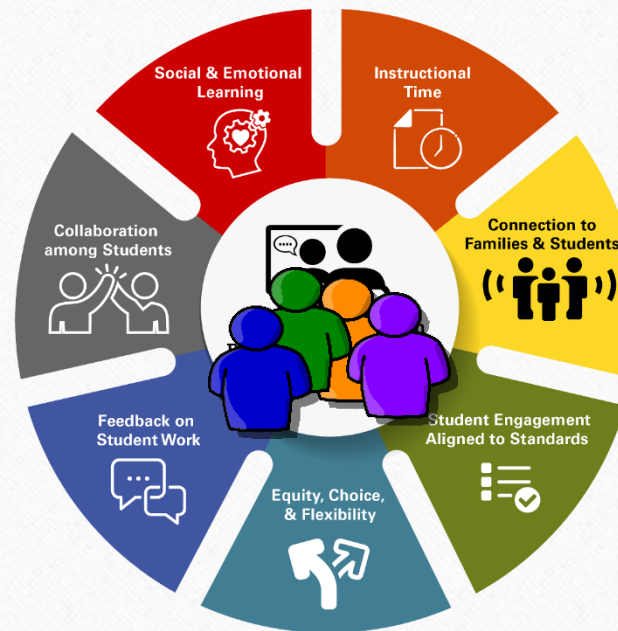 Social & Emotional
Learning
Instructional
Time
Connection to
Families & Students
Student Engagement
Aligned to Standards
Equity, Choice,
& Flexibility
Feedback on
Student Work
Collaboration
among Students